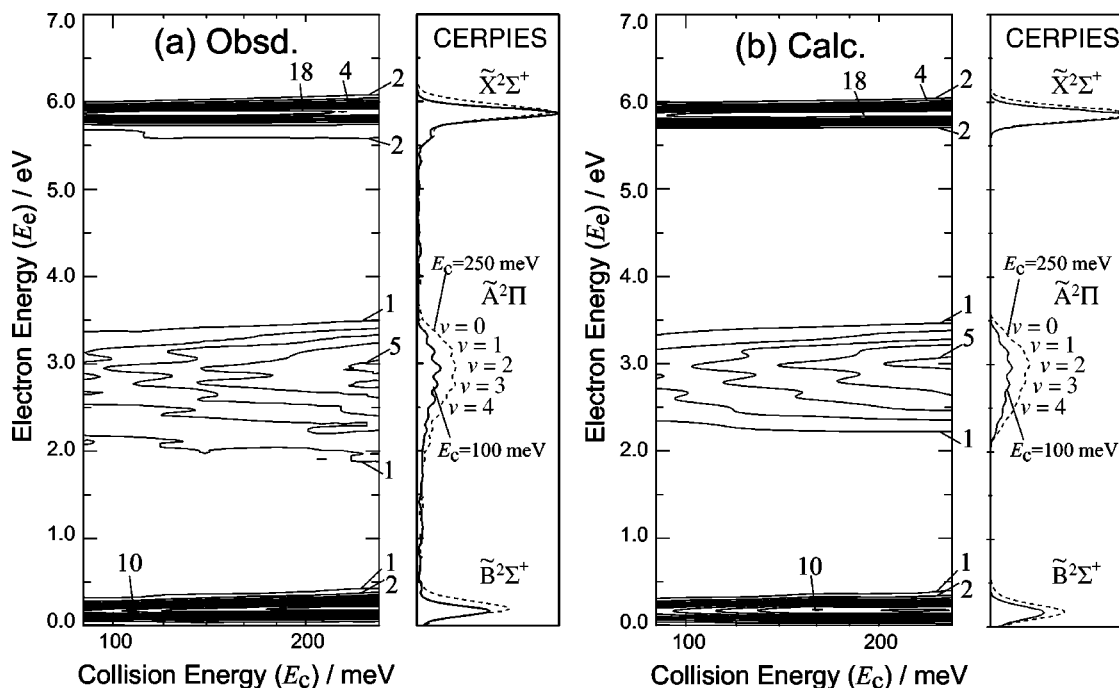 (a) Obsd.
CERPIES
7.0
6.0
5.0
4.0
3.0
2.0
1.0
0.0
Electron Energy (Ee) / eV
18
4
2
2
1
5
1
10
1
2
X̃²Σ⁺
Ec=250 meV
òΠ
v = 0
v = 1
v = 2
v = 3
v = 4
Ec=100 meV
B̃²Σ⁺
100
200
Collision Energy (Ec) / meV
(b) Calc.
CERPIES
7.0
6.0
5.0
4.0
3.0
2.0
1.0
0.0
Electron Energy (Ee) / eV
18
4
2
2
1
5
1
10
1
2
X̃²Σ⁺
Ec=250 meV
òΠ
v = 0
v = 1
v = 2
v = 3
v = 4
Ec=100 meV
B̃²Σ⁺
100
200
Collision Energy (Ec) / meV